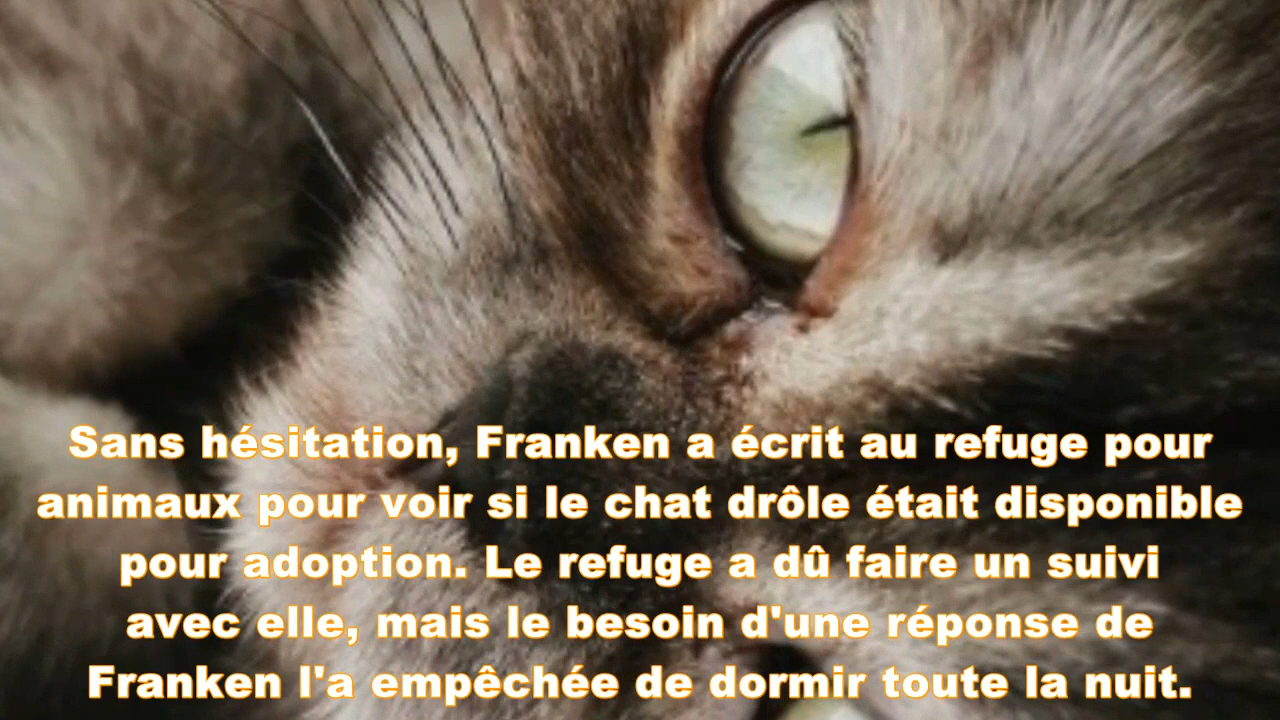 Sans hésitation, Franken a écrit au refuge pour
animaux pour voir si le chat drôle était disponible
pour adoption. Le refuge a dû faire un suivi
avec elle, mais le besoin d'une réponse de
Franken l'a empêchée de dormir toute la nuit.